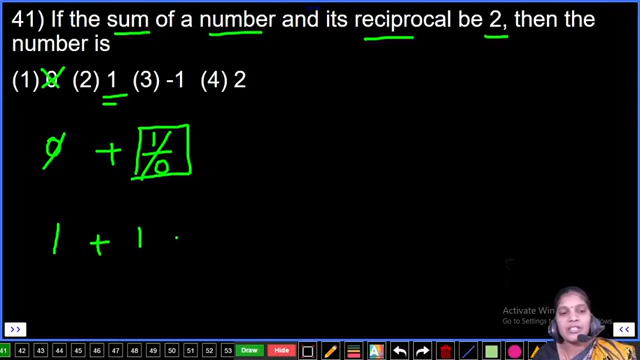 41) If the sum of a number and its reciprocal be 2, then the
number is
(1) 0 (2) 1 (3) -1 (4) 2
0 + 1/0
1 + 1
Activate Win
Go to Settings to activate Windows.
>> >>
41 42 43 44 45 46 47 48 49 50 51 52 53 Draw Hide